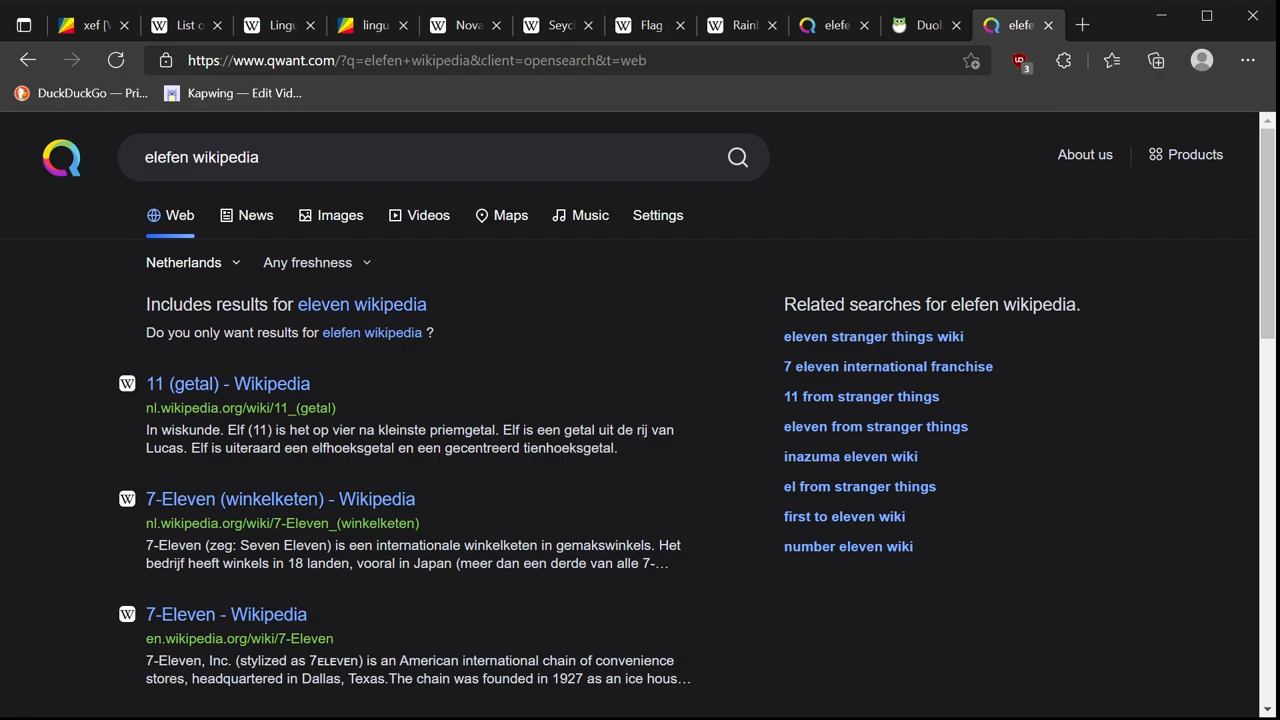 xef [V
List o
Lingu
lingu
Nova
Seych
Flag
Rainb
elefe
Duol
elefe
https://www.qwant.com/?q=elefen+wikipedia&client=opensearch&t=web
3
DuckDuckGo — Pri...
Kapwing — Edit Vid...
elefen wikipedia
About us
Products
Web
News
Images
Videos
Maps
Music
Settings
Netherlands
Any freshness
Includes results for eleven wikipedia
Do you only want results for elefen wikipedia ?
11 (getal) - Wikipedia
nl.wikipedia.org/wiki/11_(getal)
In wiskunde. Elf (11) is het op vier na kleinste priemgetal. Elf is een getal uit de rij van
Lucas. Elf is uiteraard een elfhoeksgetal en een gecentreerd tienhoeksgetal.
7-Eleven (winkelketen) - Wikipedia
nl.wikipedia.org/wiki/7-Eleven_(winkelketen)
7-Eleven (zeg: Seven Eleven) is een internationale winkelketen in gemakswinkels. Het
bedrijf heeft winkels in 18 landen, vooral in Japan (meer dan een derde van alle 7-...
7-Eleven - Wikipedia
en.wikipedia.org/wiki/7-Eleven
7-Eleven, Inc. (stylized as 7ELEVEN) is an American international chain of convenience
stores, headquartered in Dallas, Texas.The chain was founded in 1927 as an ice hous...
Related searches for elefen wikipedia.
eleven stranger things wiki
7 eleven international franchise
11 from stranger things
eleven from stranger things
inazuma eleven wiki
el from stranger things
first to eleven wiki
number eleven wiki